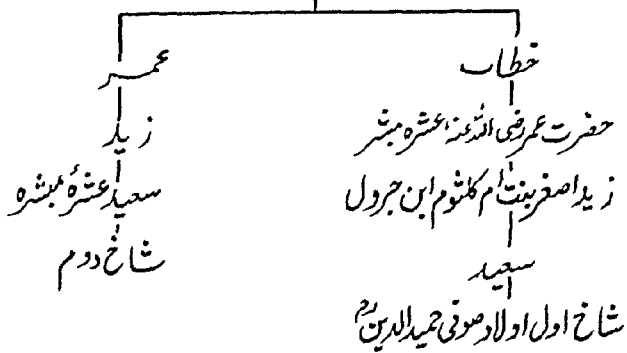 خطاب
عمر
حضرت عمر رضی اللہ عنہ عشرہ مبشر
زید
زید اصغر بنت ام کلثوم ابن جرول
سعید عشرۂ مبشرہ
سعید
شاخ دوم
شاخ اول اولاد صوفی حمید الدینؒ